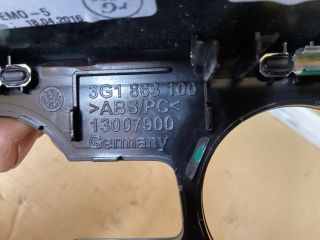 EMO-5
18.04.2016
3G1 863 100
>ABS/PC<
13007900
Germany